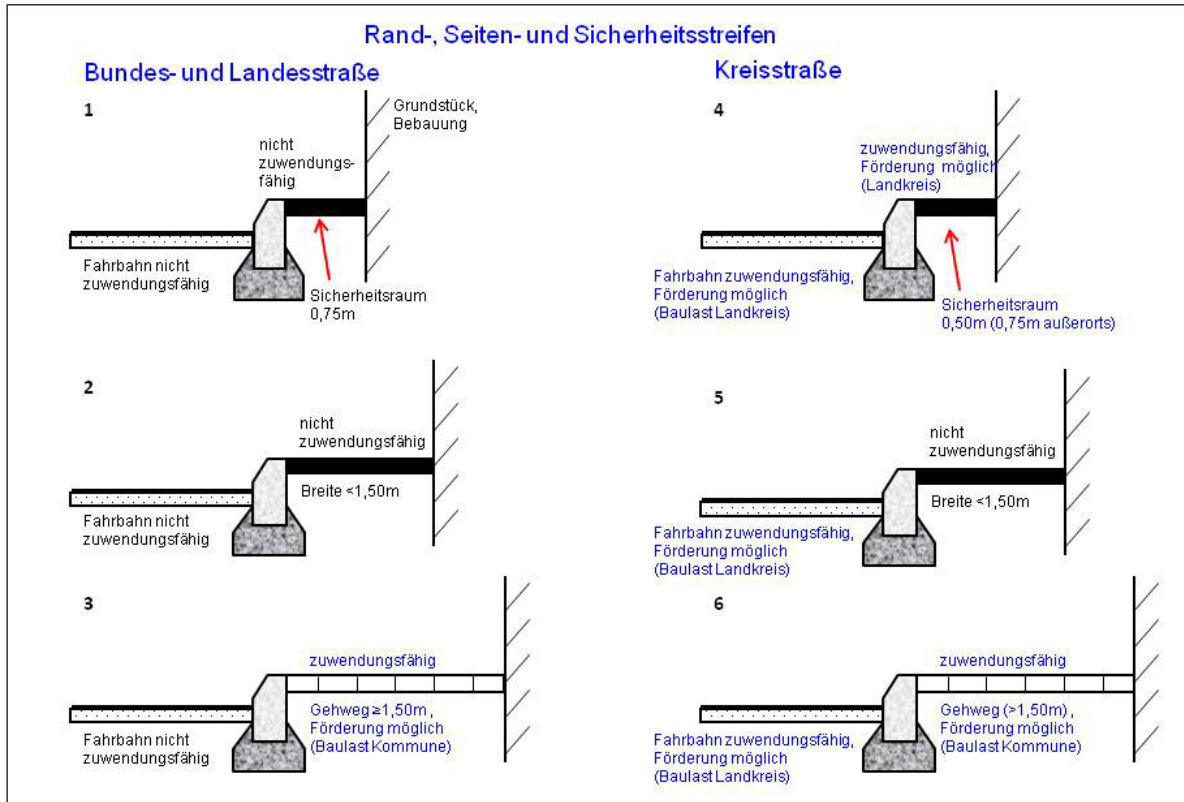 Rand-, Seiten- und Sicherheitsstreifen
Bundes- und Landesstraße
1
Grundstück,
Bebauung
nicht
zuwendungs-
fähig
Fahrbahn nicht
zuwendungsfähig
Sicherheitsraum
0,75m
2
nicht
zuwendungsfähig
Breite <1,50m
Fahrbahn nicht
zuwendungsfähig
3
zuwendungsfähig
Gehweg ≥1,50m ,
Förderung möglich
(Baulast Kommune)
Fahrbahn nicht
zuwendungsfähig
Kreisstraße
4
zuwendungsfähig,
Förderung möglich
(Landkreis)
Fahrbahn zuwendungsfähig,
Förderung möglich
(Baulast Landkreis)
Sicherheitsraum
0,50m (0,75m außerorts)
5
nicht
zuwendungsfähig
Breite <1,50m
Fahrbahn zuwendungsfähig,
Förderung möglich
(Baulast Landkreis)
6
zuwendungsfähig
Gehweg (>1,50m) ,
Förderung möglich
(Baulast Kommune)
Fahrbahn zuwendungsfähig,
Förderung möglich
(Baulast Landkreis)